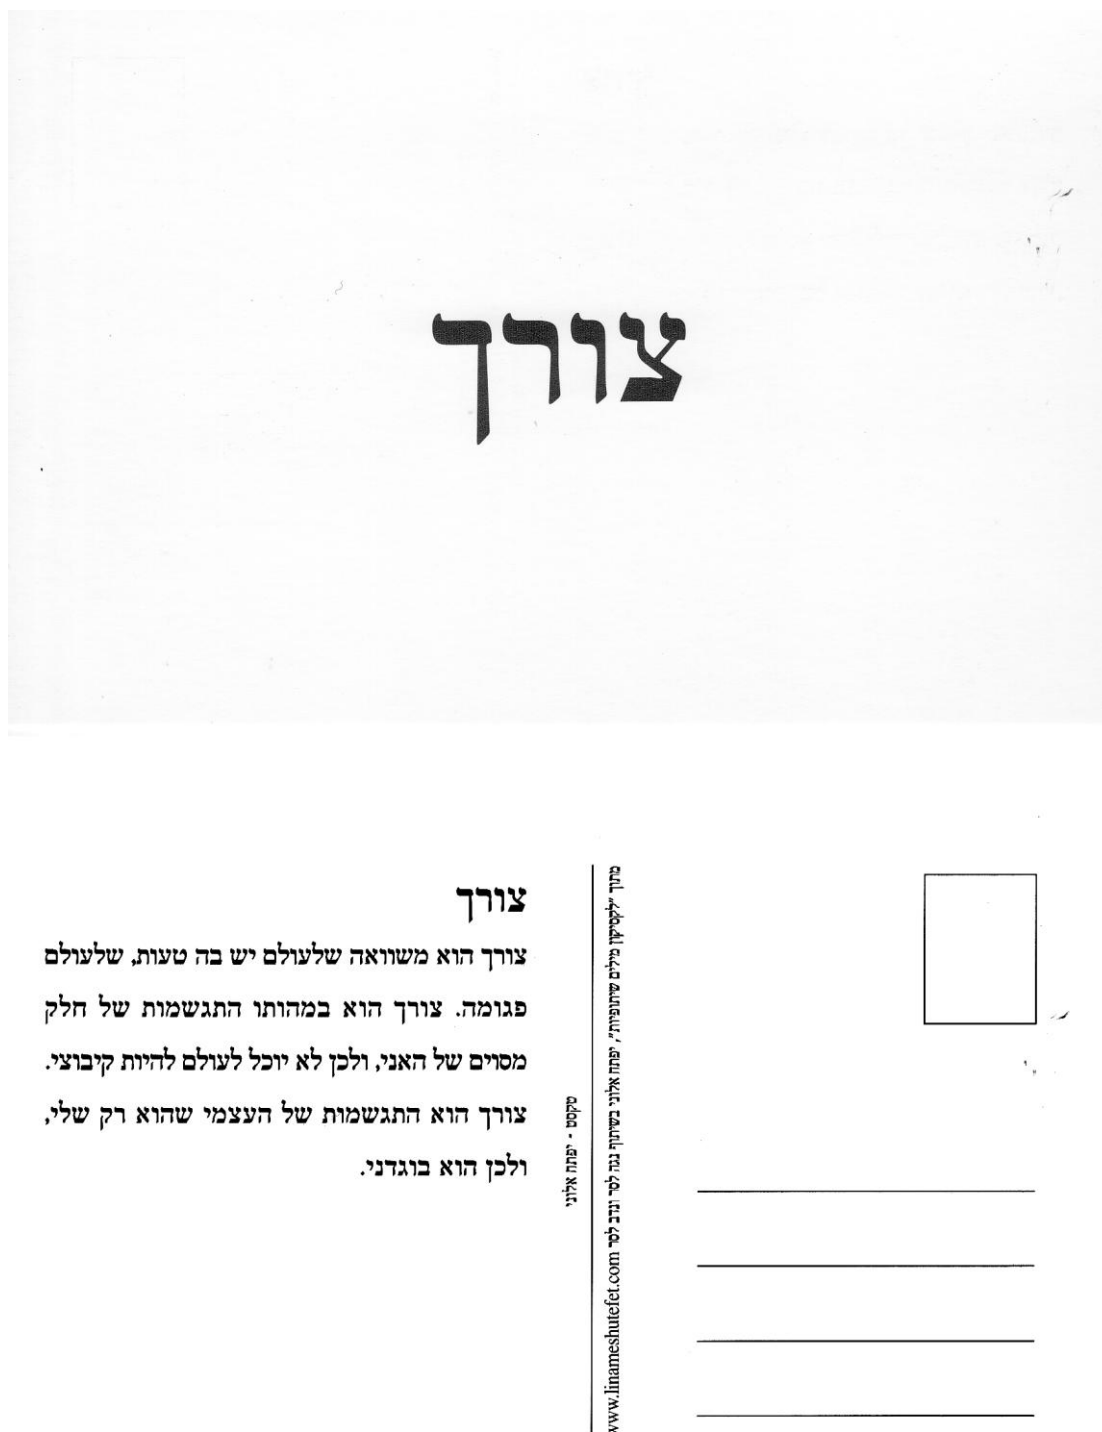 צורך
צורך
צורך הוא משוואה שלעולם יש בה טעות, שלעולם
פגומה. צורך הוא במהותו התגשמות של חלק
מסוים של האני, ולכן לא יוכל לעולם להיות קיבוצי.
צורך הוא התגשמות של העצמי שהוא רק שלי,
ולכן הוא בוגדני.
טקסט - יפתח אלוני
מתוך "לקסיקון מילים שיתופיות", יפתח אלוני בשיתוף נגה לסר ונדב לסר www.linameshutefet.com